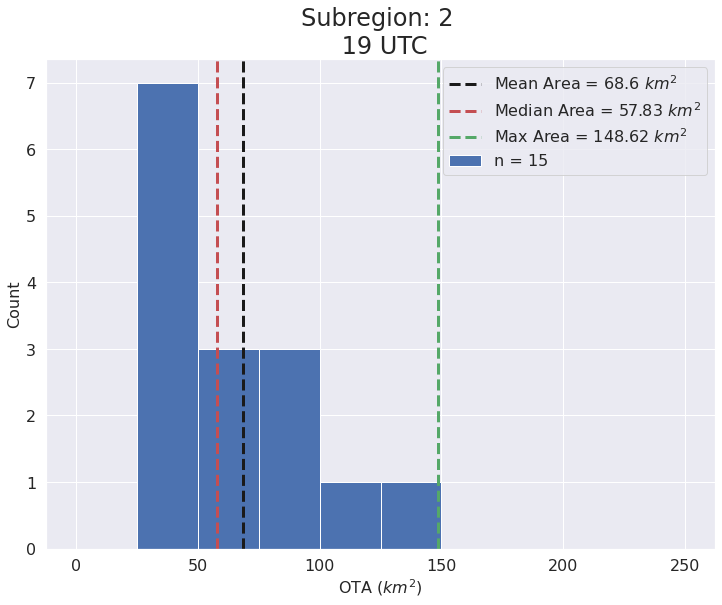 Subregion: 2
19 UTC
Mean Area = 68.6 km²
Median Area = 57.83 km²
Max Area = 148.62 km²
n = 15
7
6
5
4
3
2
1
0
Count
0 50 100 150 200 250
OTA (km²)